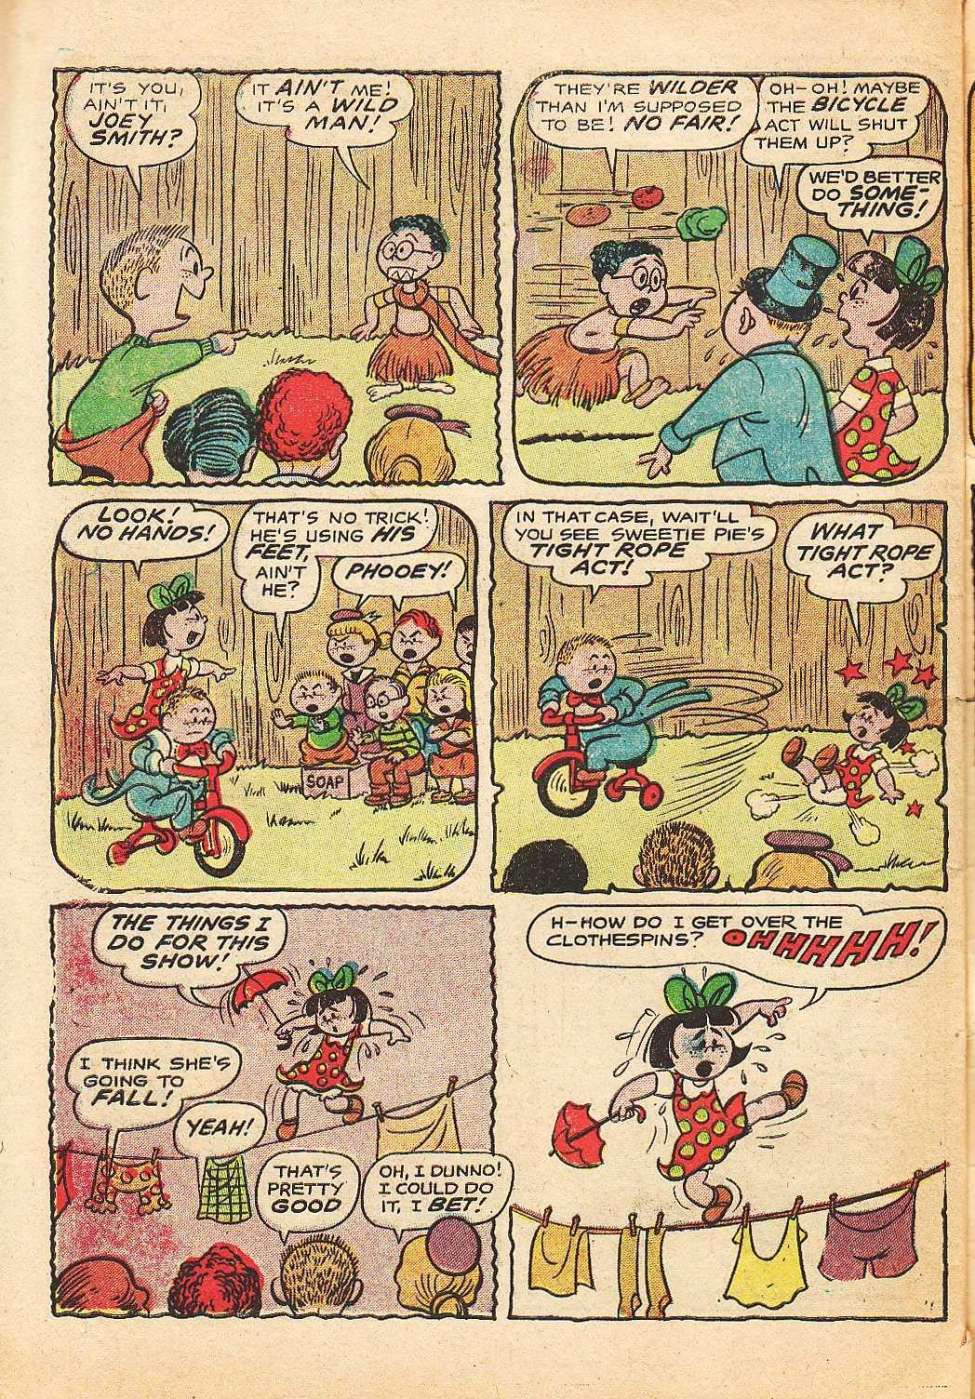 IT'S YOU,
AIN'T IT,
JOEY
SMITH?
IT AIN'T ME!
IT'S A WILD
MAN!
THEY'RE WILDER
THAN I'M SUPPOSED
TO BE! NO FAIR!
OH-OH! MAYBE
THE BICYCLE
ACT WILL SHUT
THEM UP?
WE'D BETTER
DO SOME-
THING!
LOOK!
NO HANDS!
THAT'S NO TRICK!
HE'S USING HIS
FEET,
AIN'T
HE?
PHOOEY!
SOAP
IN THAT CASE, WAIT'LL
YOU SEE SWEETIE PIE'S
TIGHT ROPE
ACT!
WHAT
TIGHT ROPE
ACT?
THE THINGS I
DO FOR THIS
SHOW!
I THINK SHE'S
GOING TO
FALL!
YEAH!
THAT'S
PRETTY
GOOD
OH, I DUNNO!
I COULD DO
IT, I BET!
H-HOW DO I GET OVER THE
CLOTHESPINS? OHHHHHH!